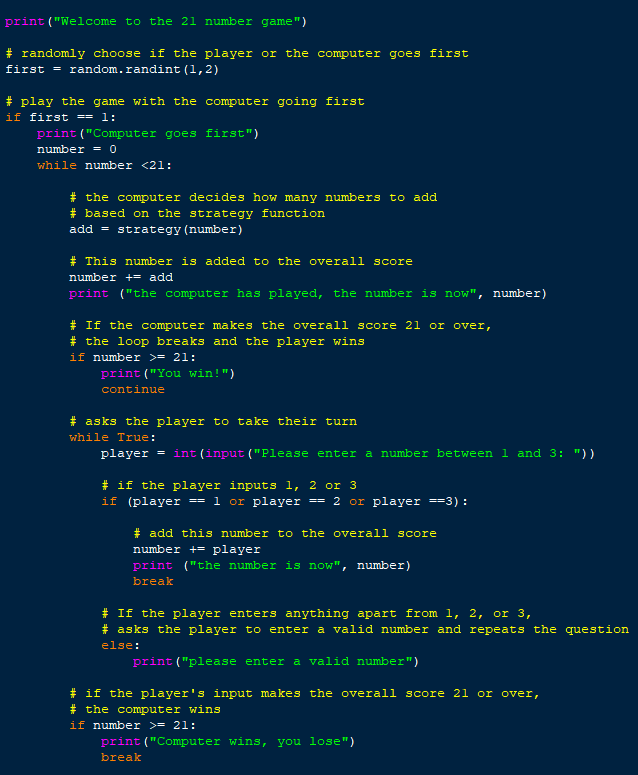 print("Welcome to the 21 number game")
# randomly choose if the player or the computer goes first
first = random.randint(1,2)
# play the game with the computer going first
if first == 1:
    print("Computer goes first")
    number = 0
    while number <21:
        # the computer decides how many numbers to add
        # based on the strategy function
        add = strategy(number)
        # This number is added to the overall score
        number += add
        print ("the computer has played, the number is now", number)
        # If the computer makes the overall score 21 or over,
        # the loop breaks and the player wins
        if number >= 21:
            print("You win!")
            continue
        # asks the player to take their turn
        while True:
            player = int(input("Please enter a number between 1 and 3: "))
            # if the player inputs 1, 2 or 3
            if (player == 1 or player == 2 or player ==3):
                # add this number to the overall score
                number += player
                print ("the number is now", number)
                break
            # If the player enters anything apart from 1, 2, or 3,
            # asks the player to enter a valid number and repeats the question
            else:
                print("please enter a valid number")
        # if the player's input makes the overall score 21 or over,
        # the computer wins
        if number >= 21:
            print("Computer wins, you lose")
            break